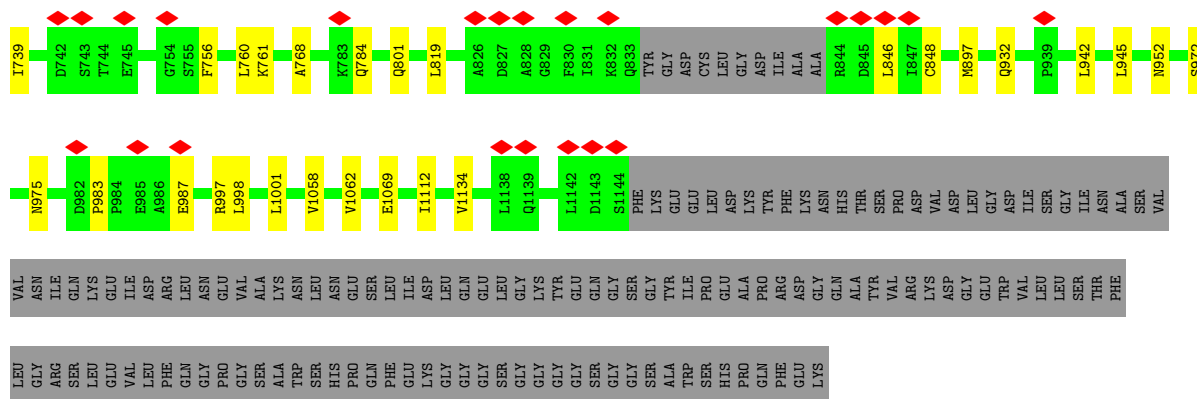 I739 D742 S743 T744 E745 G754 S755 F756 L760 K761 A768 K783 Q784 Q801 L819 A826 D827 A828 G829 F830 I831 K832 Q833 TYR GLY ASP CYS LEU GLY ASP ILE ALA ALA R844 D845 L846 I847 C848 M897 Q932 P939 L942 L945 N952 S972
N975 D982 P983 P984 E985 A986 E987 R997 L998 L1001 V1058 V1062 E1069 I1112 V1134 L1138 Q1139 L1142 D1143 S1144 PHE LYS GLU GLU LEU ASP LYS TYR PHE LYS ASN HIS THR SER PRO ASP VAL ASP LEU GLY ASP ILE SER GLY ILE ASN ALA SER VAL
VAL ASN ILE GLN LYS GLU ILE ASP ARG LEU ASN GLU VAL ALA LYS ASN LEU ASN GLU SER LEU ILE ASP LEU GLN GLU LEU GLY LYS TYR GLU GLN GLY SER GLY TYR ILE PRO GLU ALA PRO ARG ASP GLY GLN ALA TYR VAL ARG LYS ASP GLY GLU TRP VAL LEU LEU SER THR PHE
LEU GLY ARG SER LEU GLU VAL LEU PHE GLN GLY PRO GLY SER ALA TRP SER HIS PRO GLN PHE GLU LYS GLY GLY GLY SER GLY GLY GLY GLY SER GLY GLY SER ALA TRP SER HIS PRO GLN PHE GLU LYS